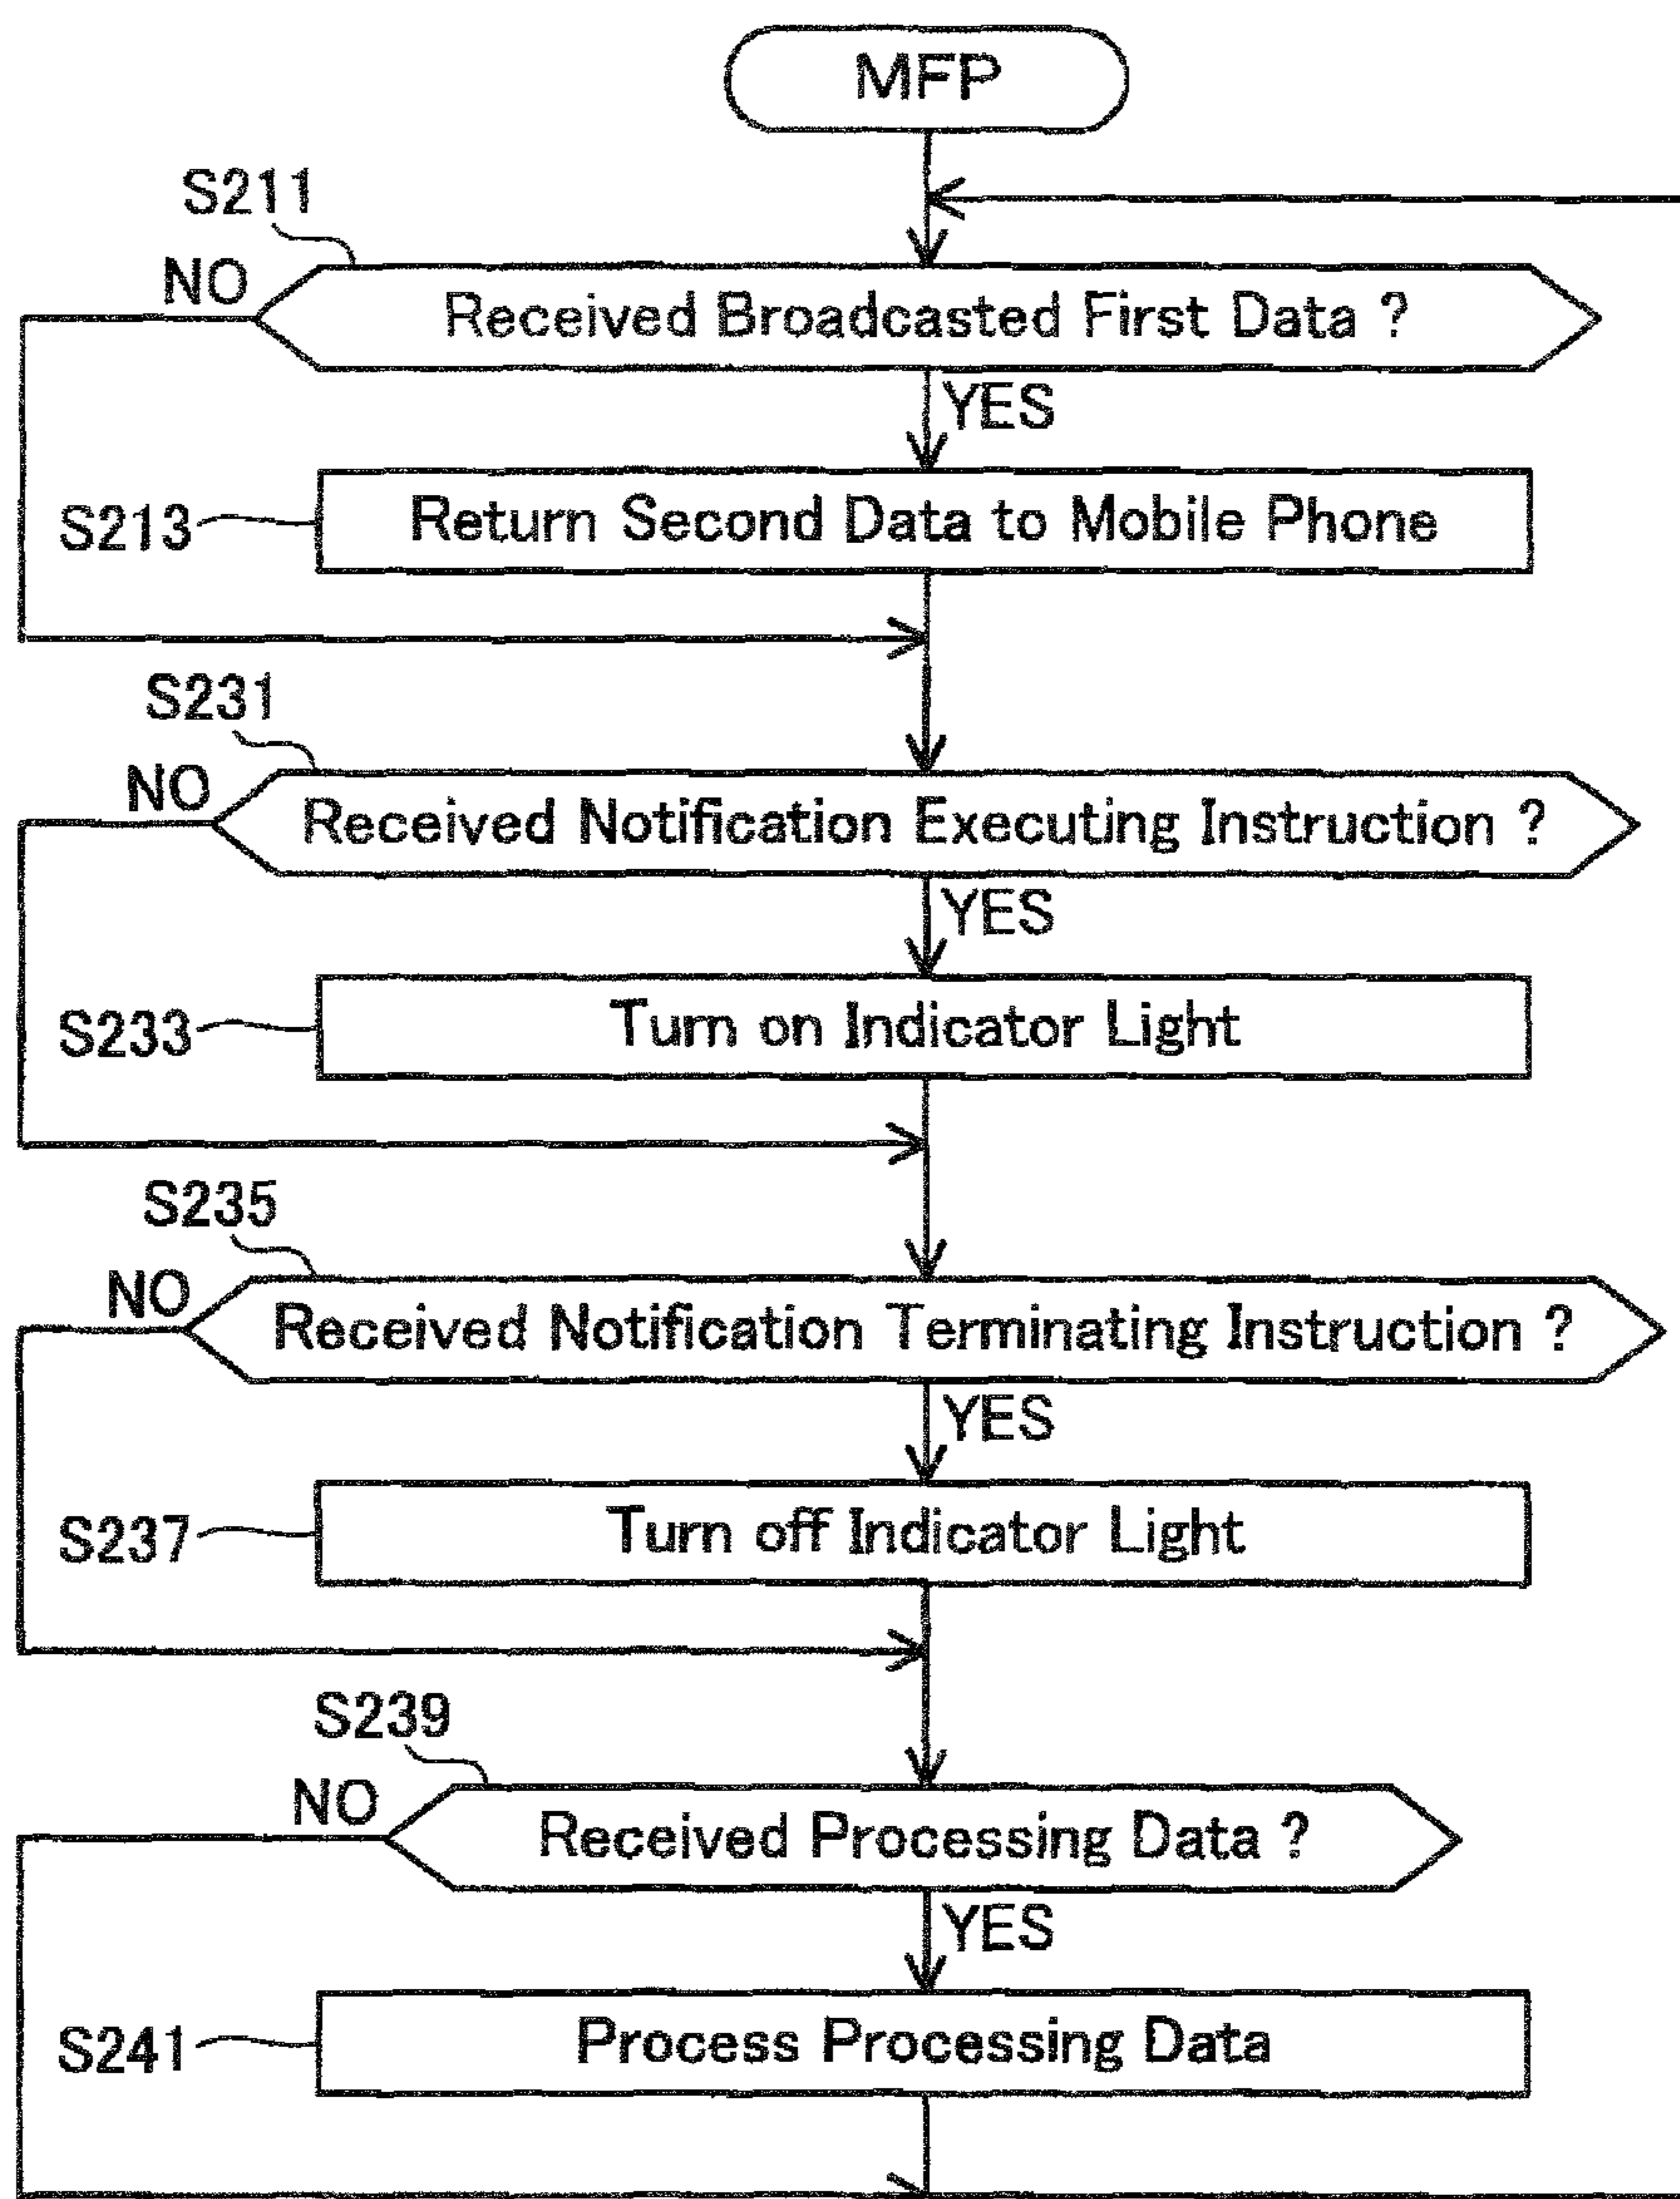 MFP
S211
NO
Received Broadcasted First Data ?
YES
S213
Return Second Data to Mobile Phone
S231
NO
Received Notification Executing Instruction ?
YES
S233
Turn on Indicator Light
S235
NO
Received Notification Terminating Instruction ?
YES
S237
Turn off Indicator Light
S239
NO
Received Processing Data ?
YES
S241
Process Processing Data